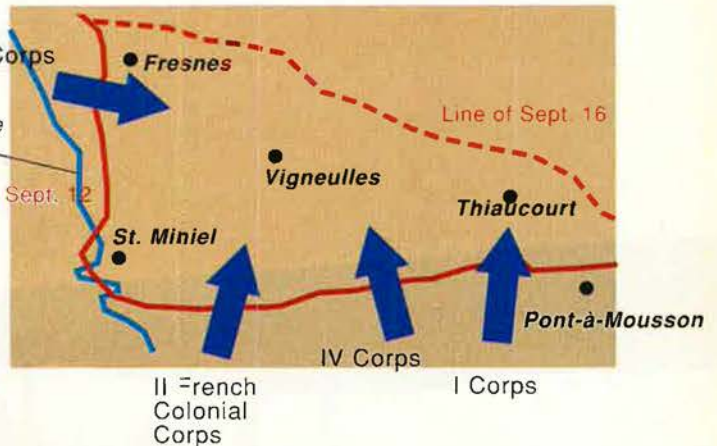 Corps
Fresnes
Line of Sept. 16
Vigneulles
Sept. 12
Thiaucourt
St. Miniel
Pont-à-Mousson
IV Corps
II French
I Corps
Colonial
Corps